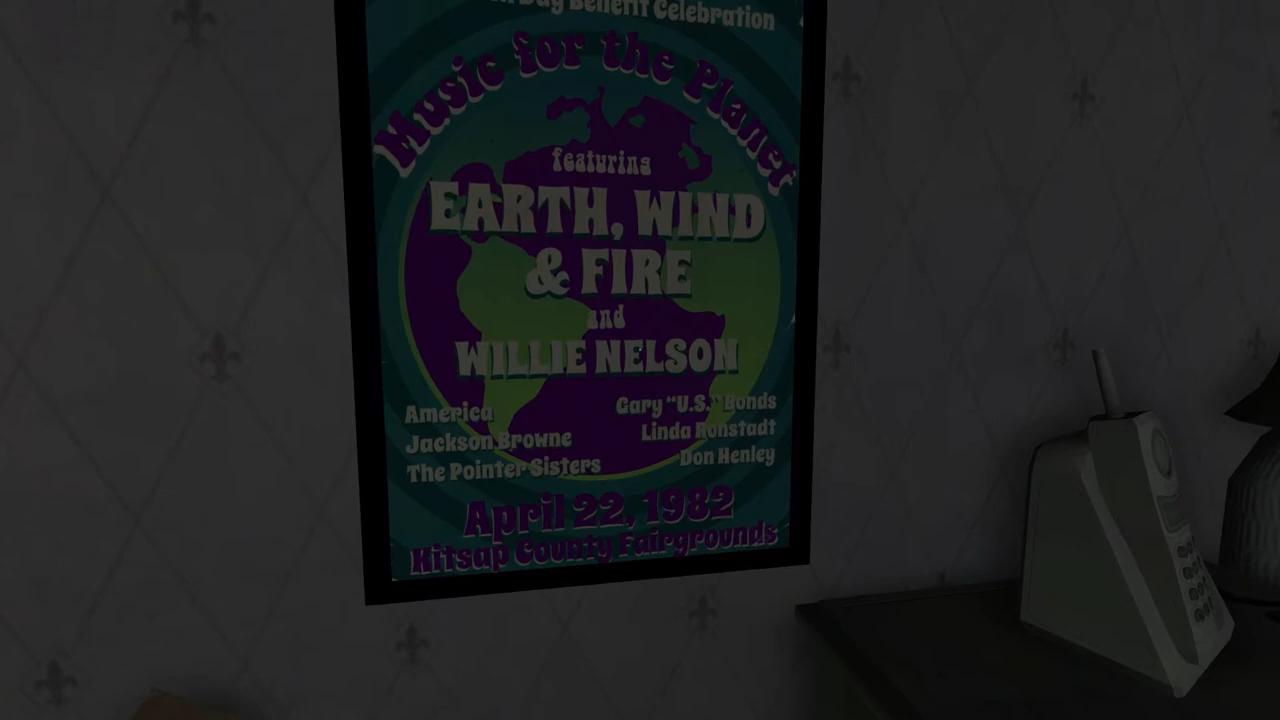 Day Benefit Celebration
Music for the Planet
featuring
EARTH, WIND
& FIRE
and
WILLIE NELSON
America
Jackson Browne
The Pointer Sisters
Gary "U.S." Bonds
Linda Ronstadt
Don Henley
April 22, 1982
Kitsap County Fairgrounds